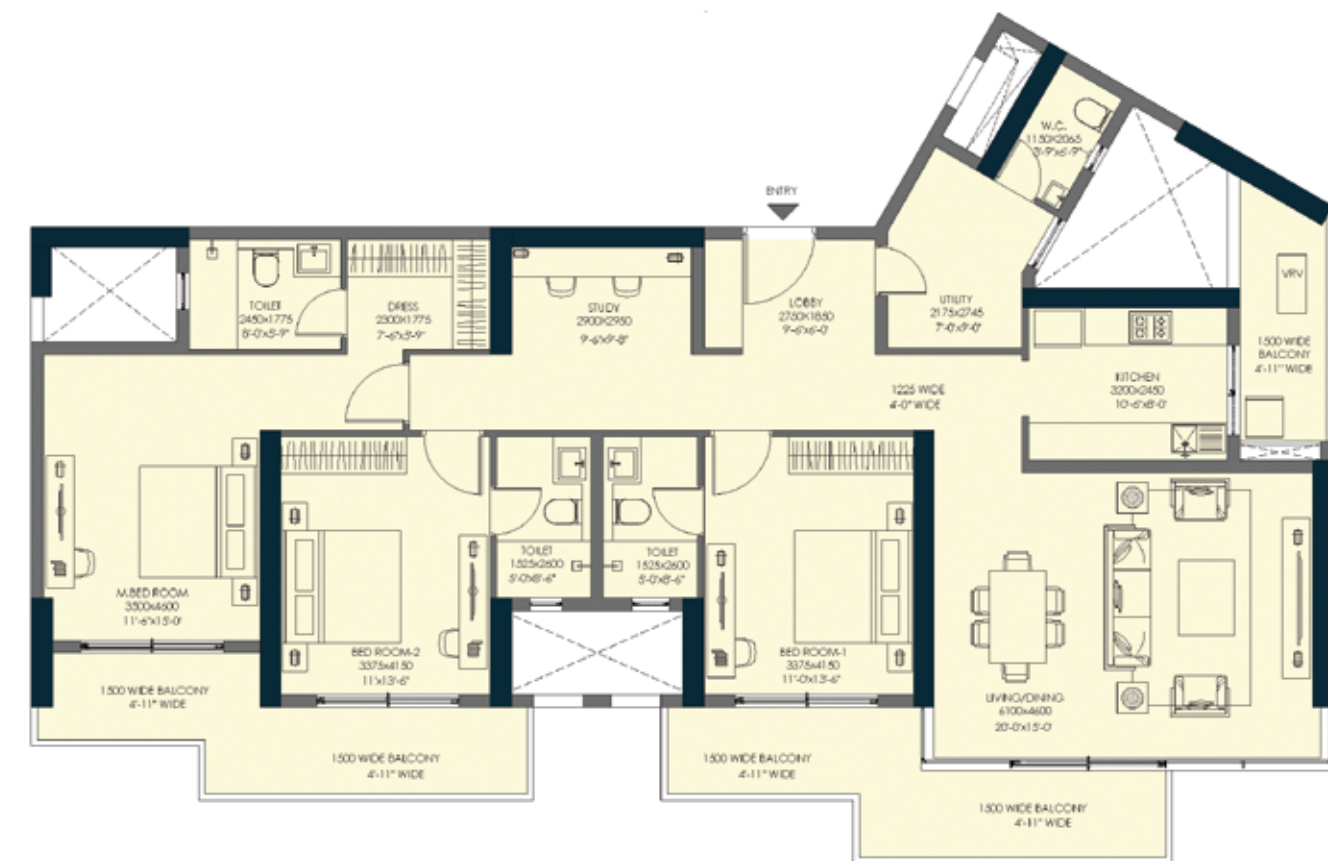 W.C.
1150X2065
3'-9"x6'-9"
ENTRY
TOILET
2450x1775
8'-0"x5'-9"
DRESS
2300X1775
7'-6"x5'-9"
STUDY
2900X2950
9'-6"x9'-8"
LOBBY
2750X1850
9'-6"x6'-0"
UTILITY
2175X2745
7'-0"x9'-0"
VRV
1500 WIDE
BALCONY
4'-11" WIDE
1225 WIDE
4'-0" WIDE
KITCHEN
3200x2450
10'-6"x8'-0"
M.BED ROOM
3500x4600
11'-6"x15'-0"
TOILET
1525x2600
5'-0"x8'-6"
TOILET
1525x2600
5'-0"x8'-6"
BED ROOM-2
3375x4150
11'x13'-6"
BED ROOM-1
3375x4150
11'-0"x13'-6"
LIVING/DINING
6100x4600
20'-0"x15'-0"
1500 WIDE BALCONY
4'-11" WIDE
1500 WIDE BALCONY
4'-11" WIDE
1500 WIDE BALCONY
4'-11" WIDE
1500 WIDE BALCONY
4'-11" WIDE